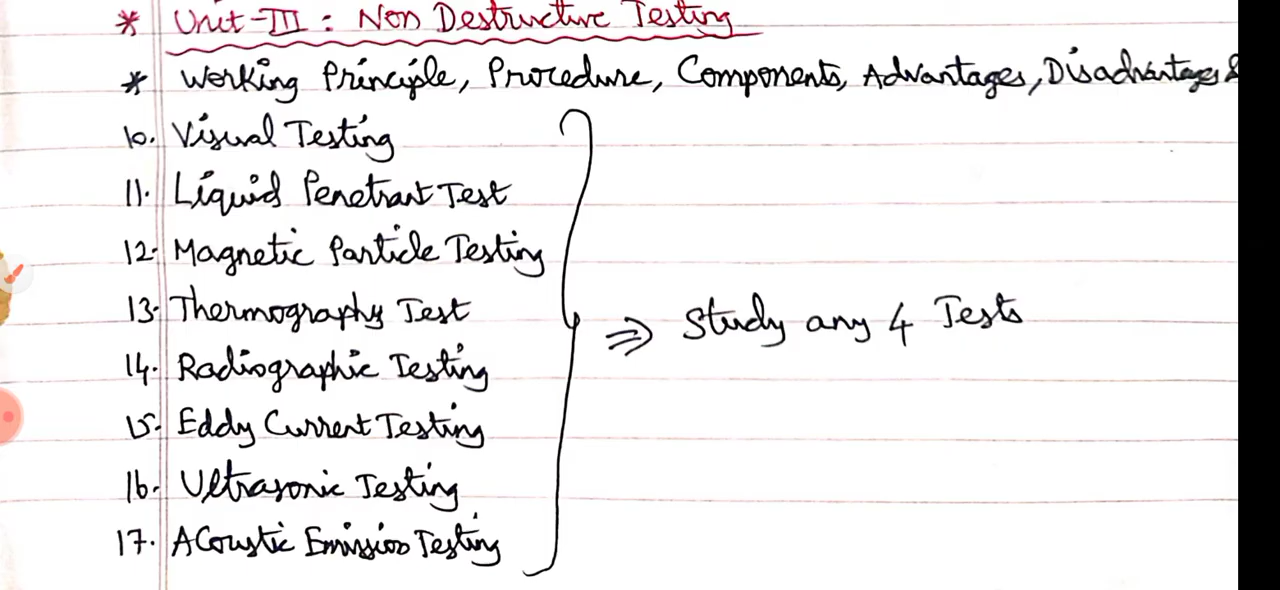 * Unit-III : Non Destructive Testing
* Working Principle, Procedure, Components, Advantages, Disadvantages &
10. Visual Testing
11. Liquid Penetrant Test
12. Magnetic Particle Testing
13. Thermography Test
⇒ Study any 4 Tests
14. Radiographic Testing
15. Eddy Current Testing
16. Ultrasonic Testing
17. Acoustic Emission Testing